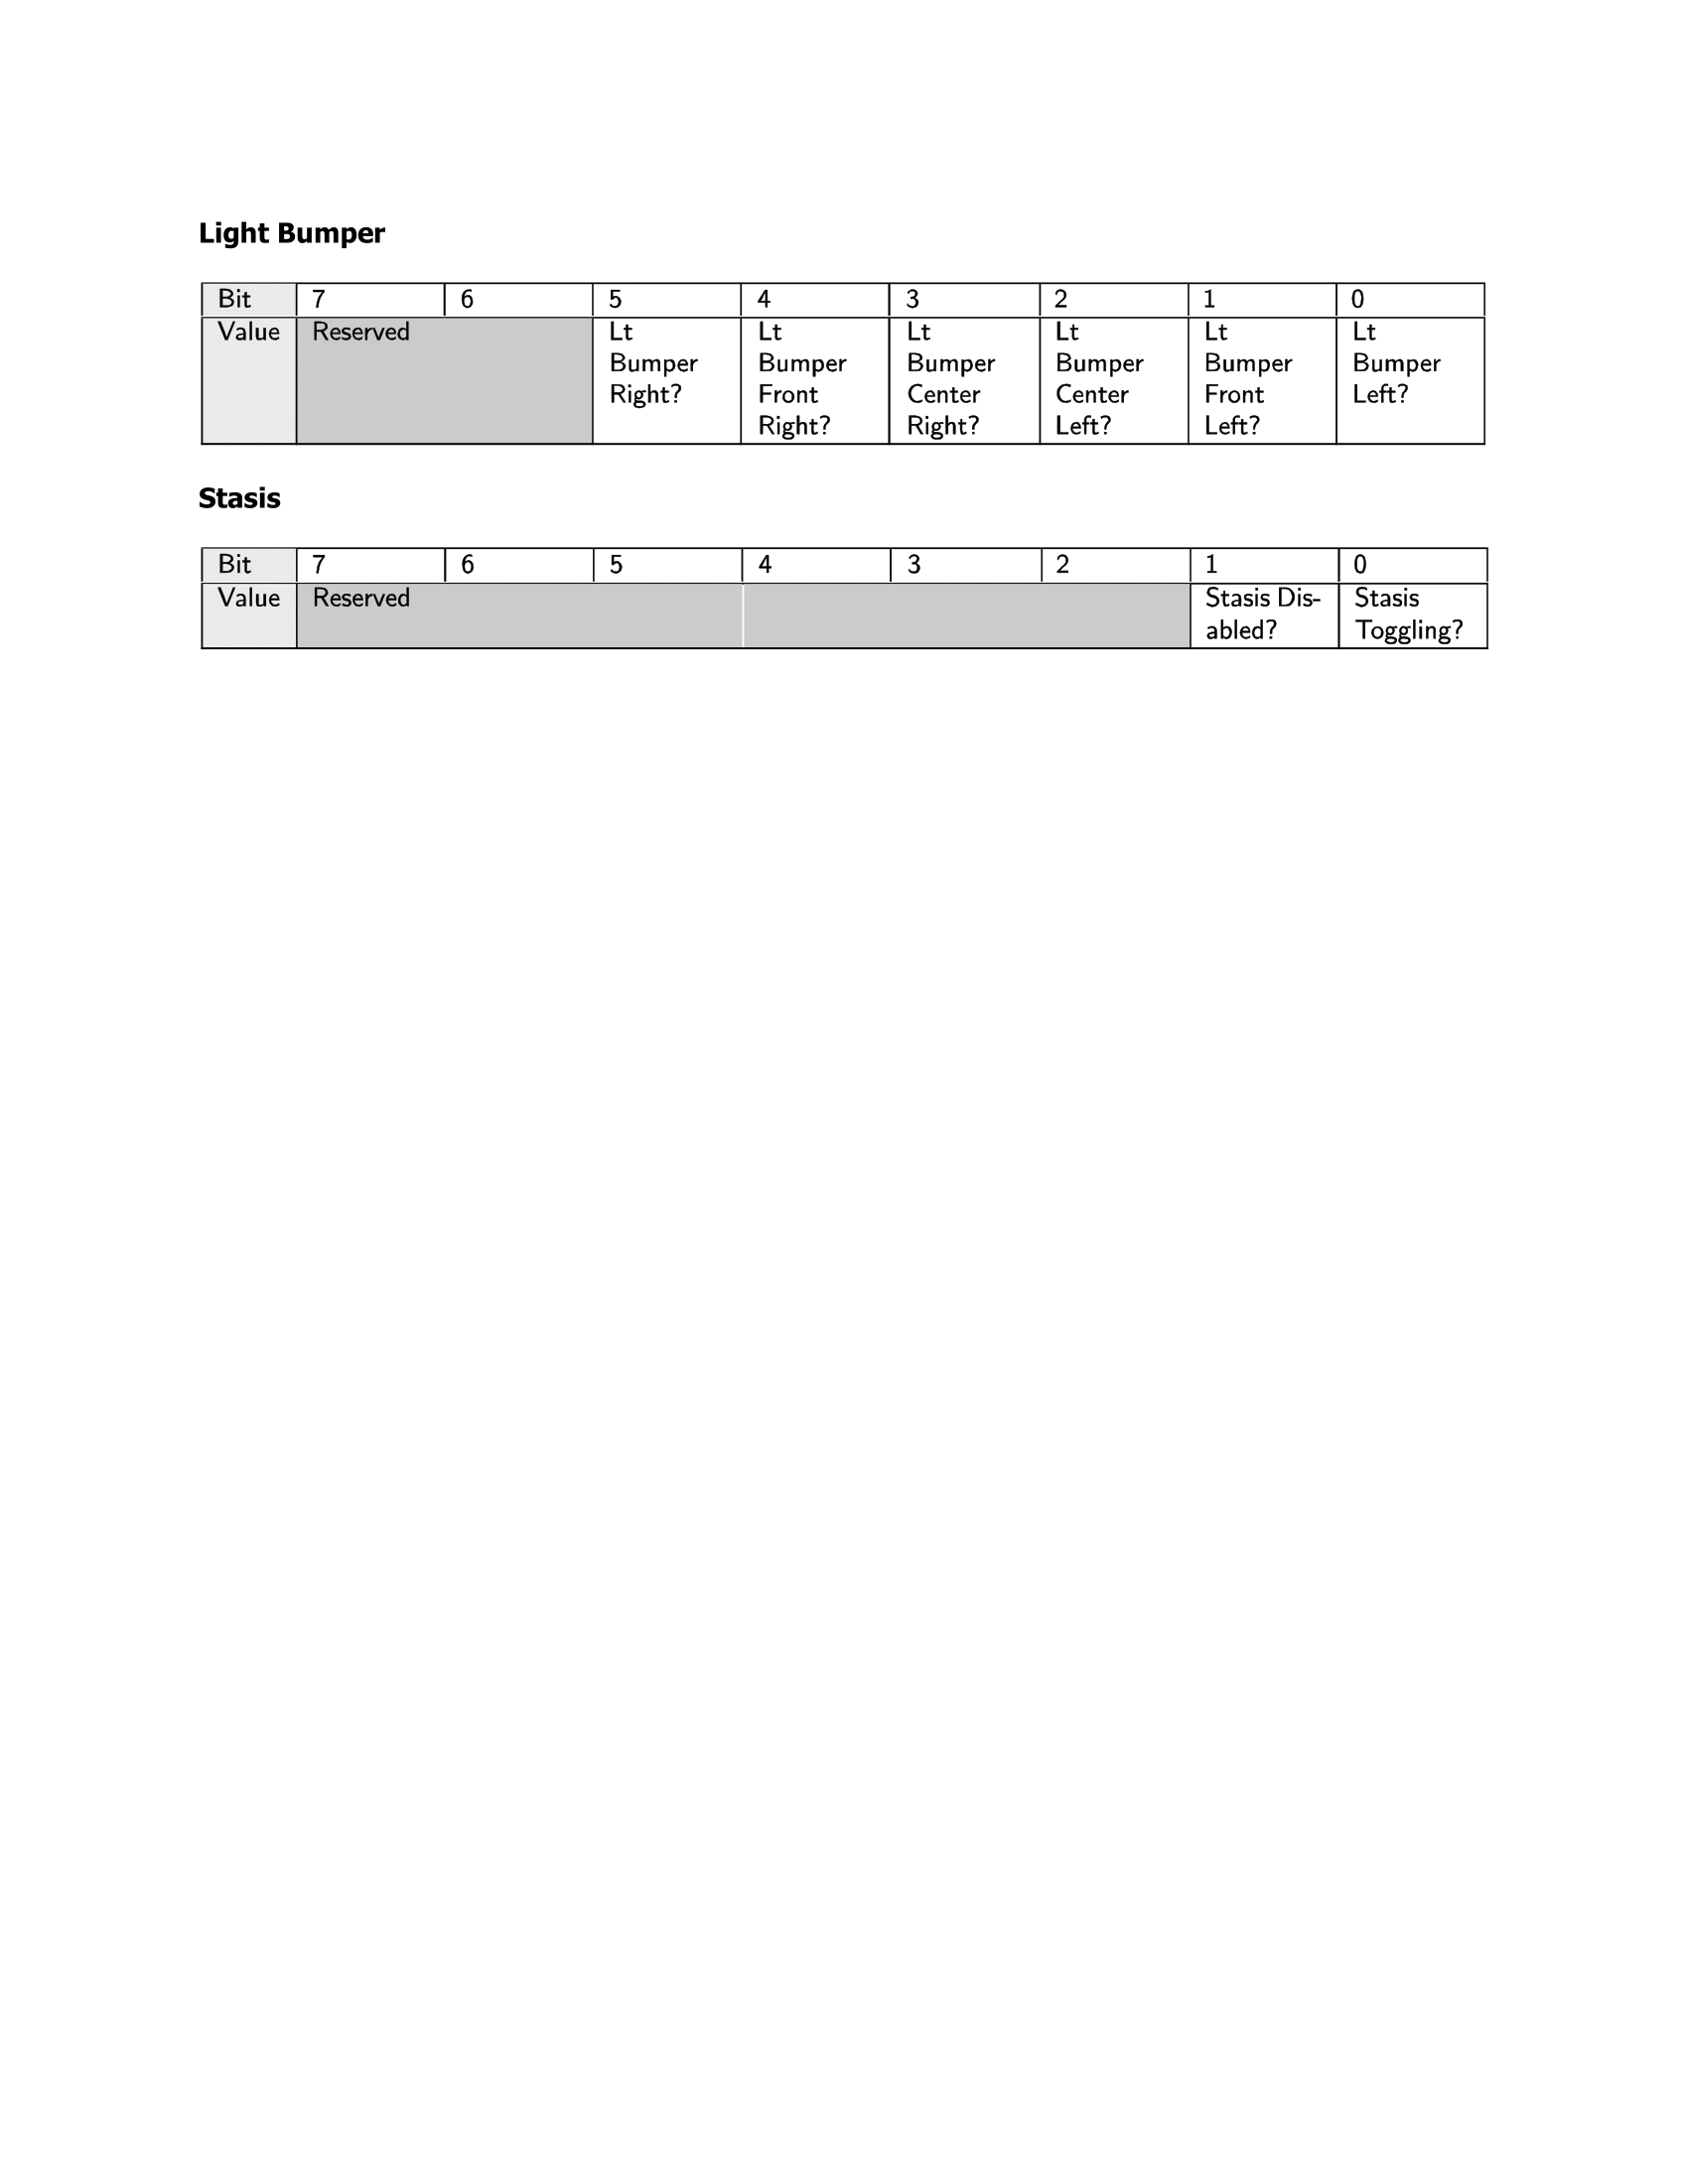 Light Bumper
Bit 7 6 5 4 3 2 1 0
Value Reserved Lt Lt Lt Lt Lt Lt
Bumper Bumper Bumper Bumper Bumper Bumper
Right? Front Center Center Front Left?
Right? Right? Left? Left?
Stasis
Bit 7 6 5 4 3 2 1 0
Value Reserved Stasis Dis- Stasis
abled? Toggling?